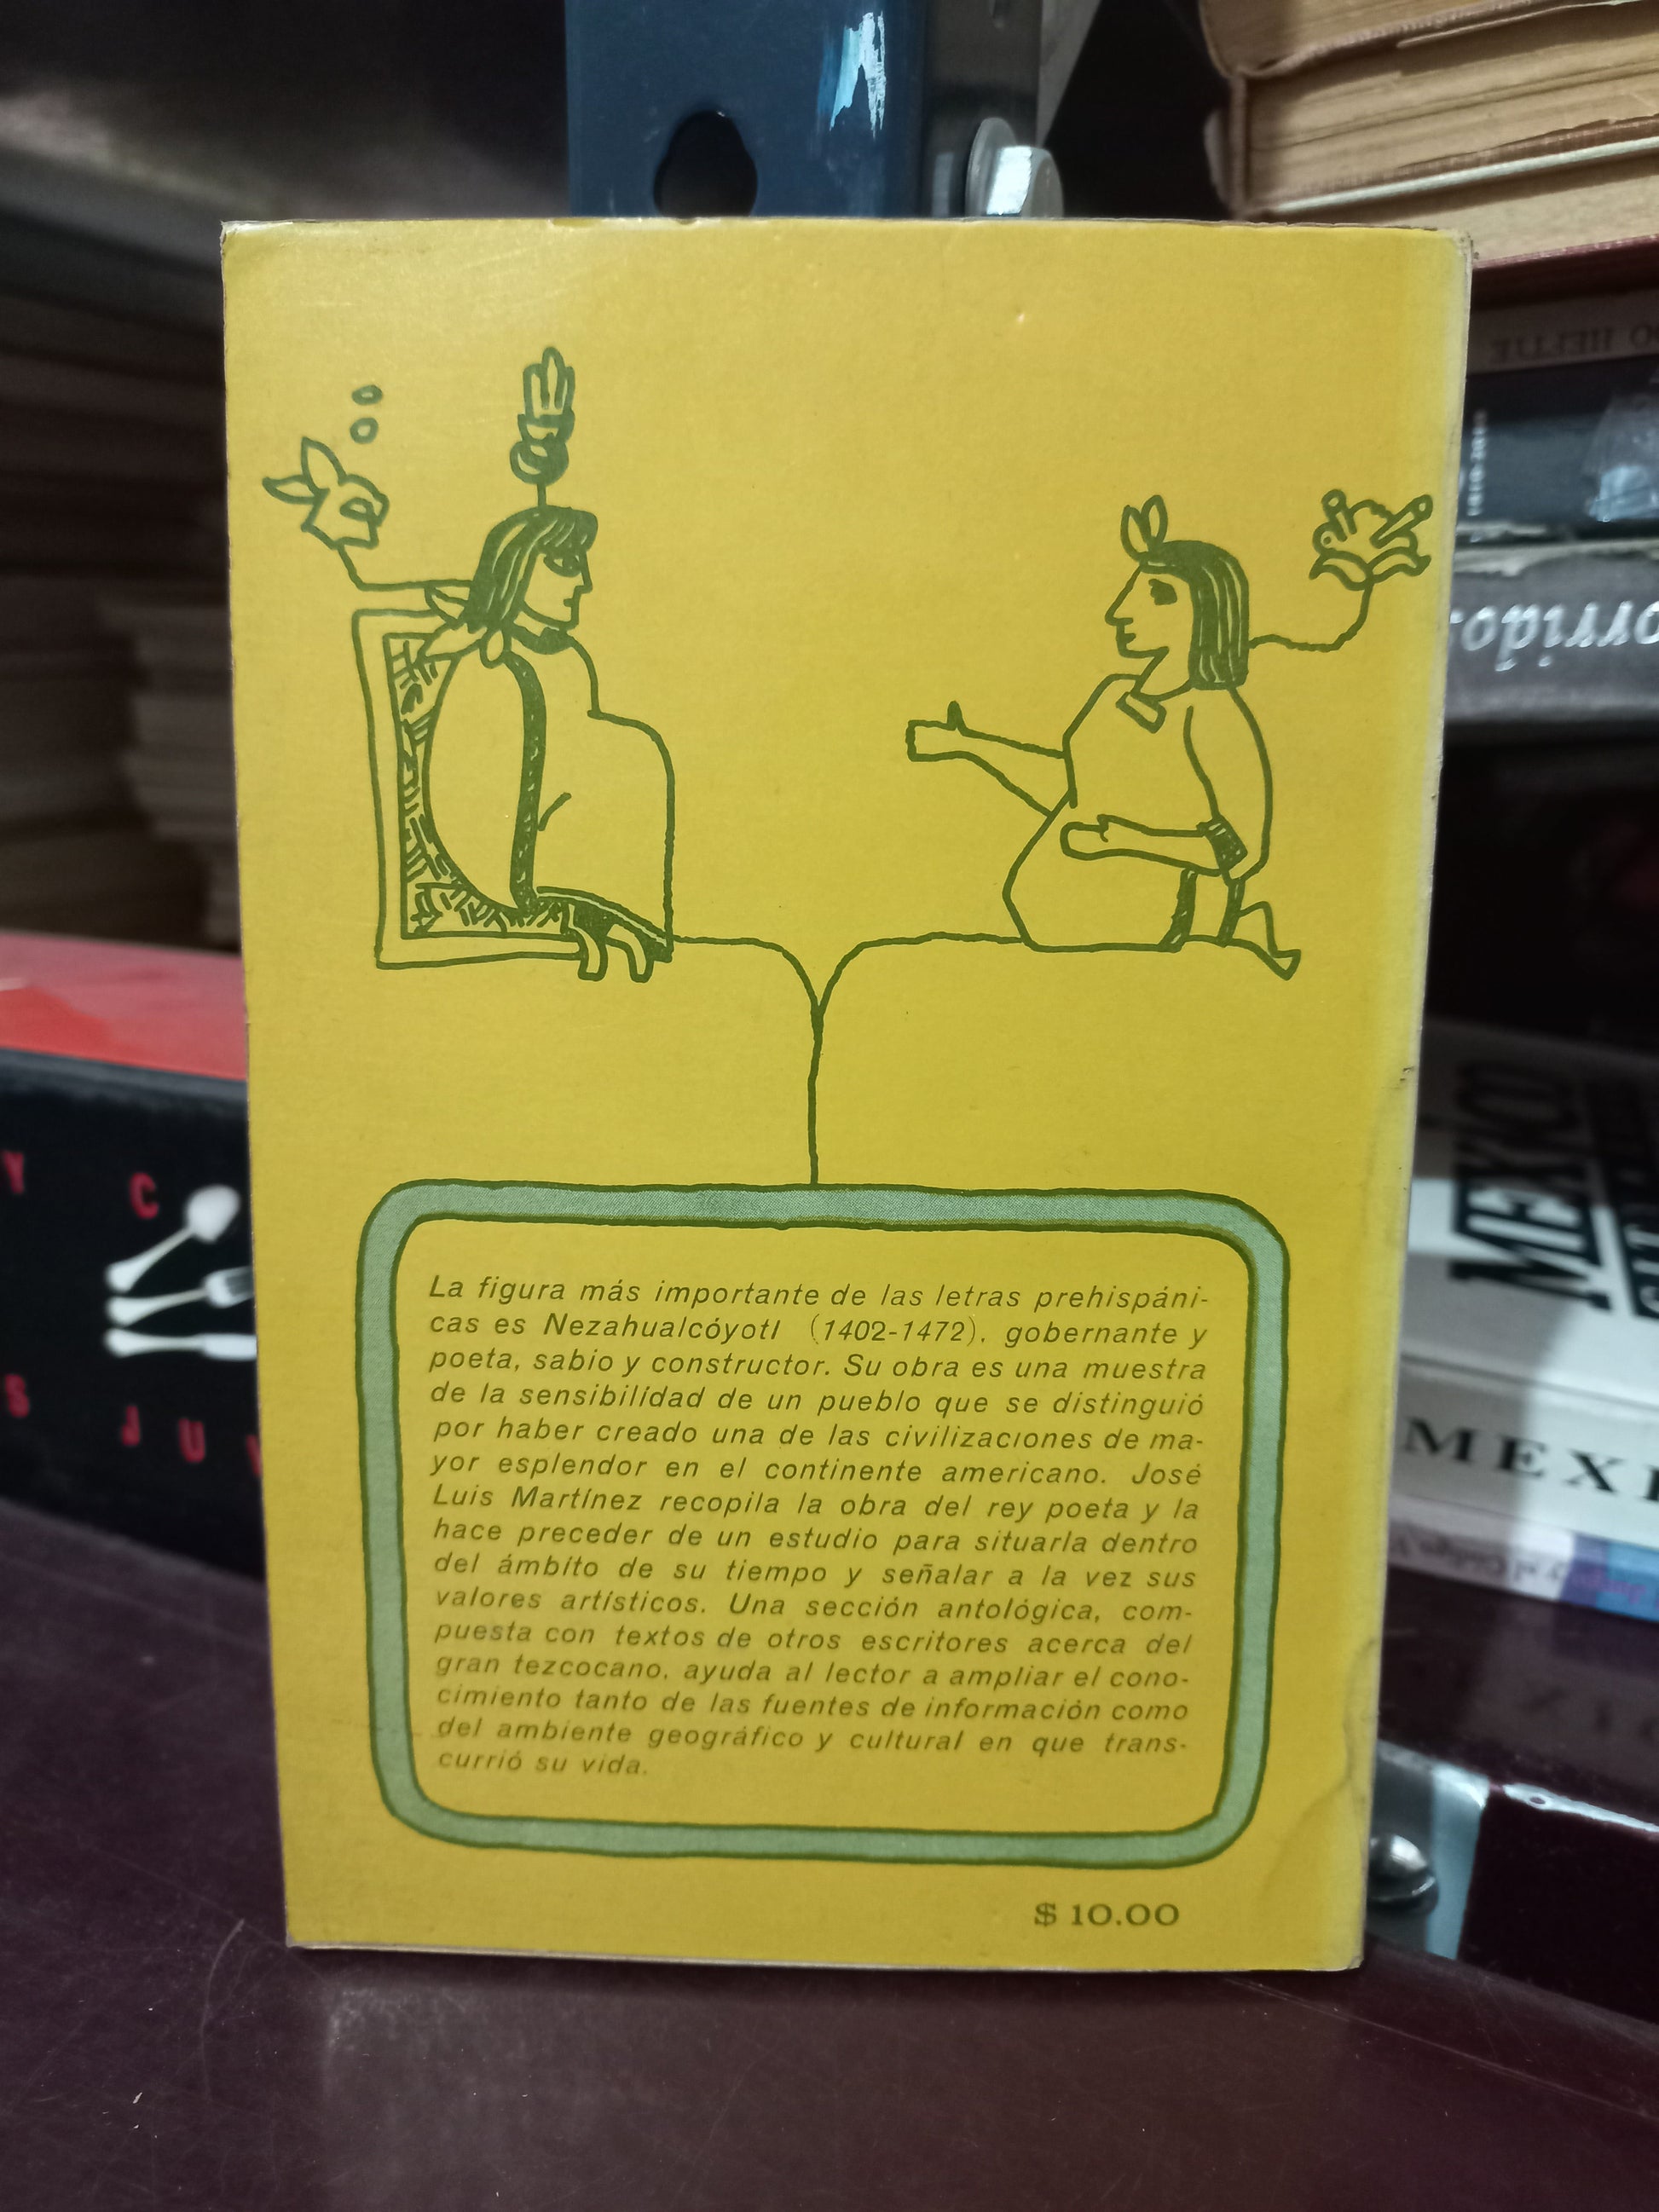 La figura más importante de las letras prehispáni-
cas es Nezahualcóyotl (1402-1472), gobernante y
poeta, sabio y constructor. Su obra es una muestra
de la sensibilidad de un pueblo que se distinguió
por haber creado una de las civilizaciones de ma-
yor esplendor en el continente americano. José
Luis Martínez recopila la obra del rey poeta y la
hace preceder de un estudio para situarla dentro
del ámbito de su tiempo y señalar a la vez sus
valores artísticos. Una sección antológica, com-
puesta con textos de otros escritores acerca del
gran tezcocano, ayuda al lector a ampliar el cono-
cimiento tanto de las fuentes de información como
del ambiente geográfico y cultural en que trans-
currió su vida.
$ 10.00
Y C
S J U
MEXICO